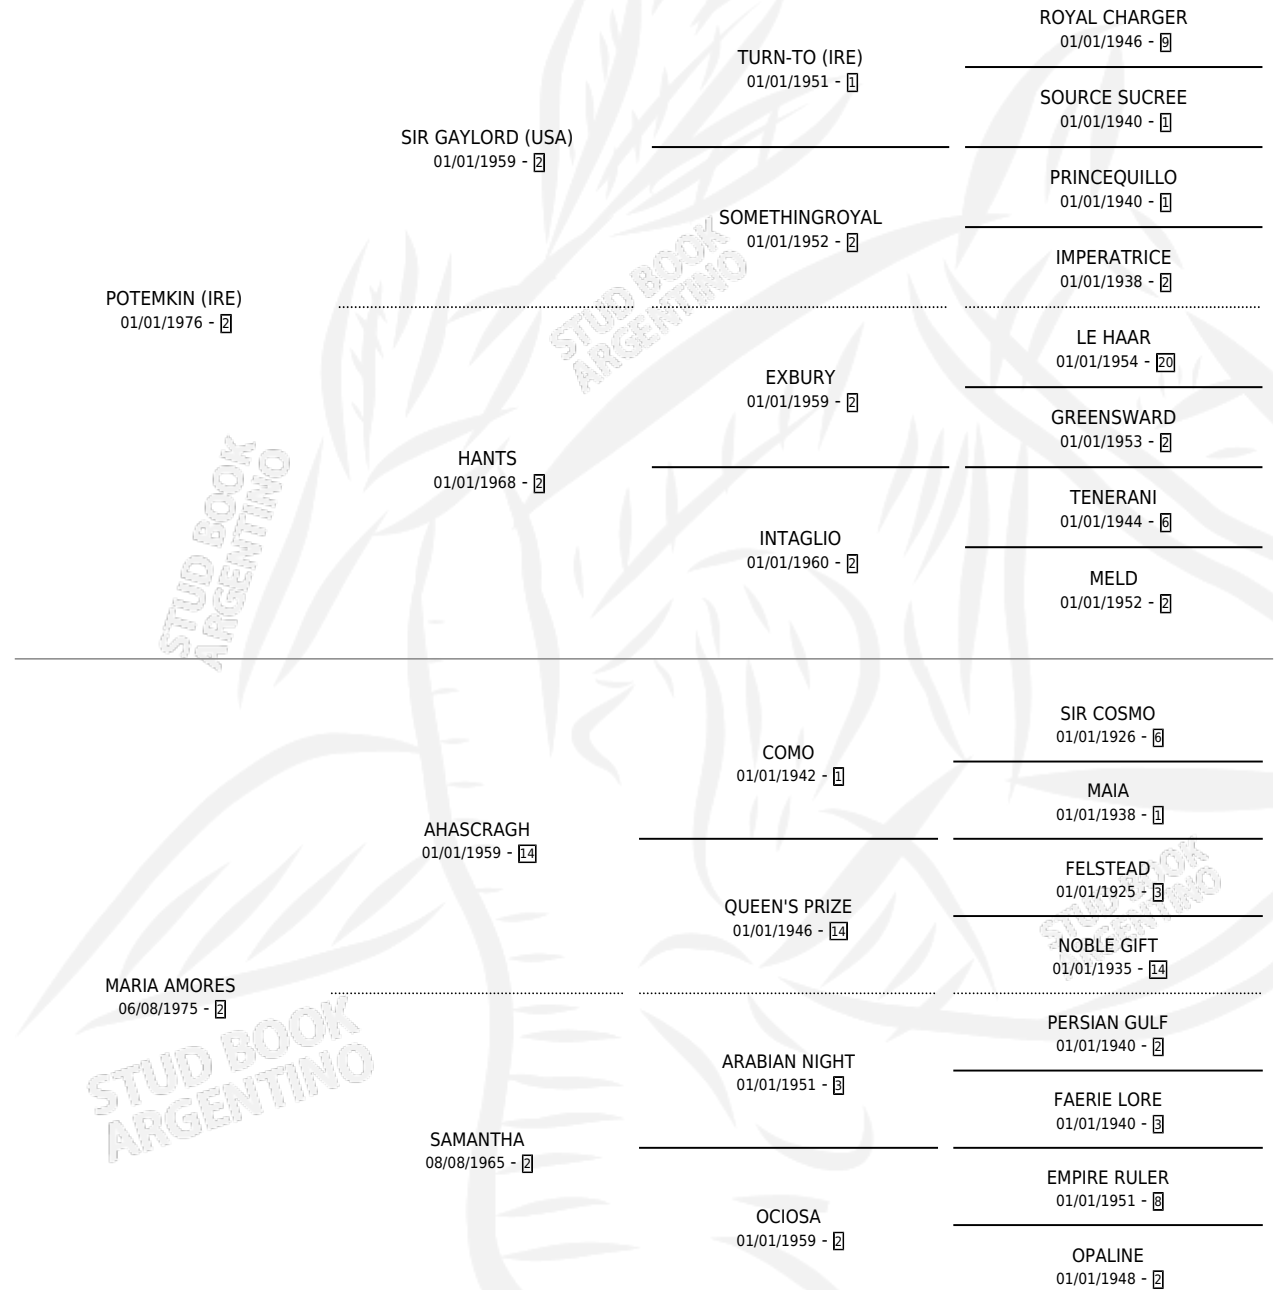 ROYAL CHARGER
01/01/1946 - 9
TURN-TO (IRE)
01/01/1951 - 1
SOURCE SUCREE
01/01/1940 - 1
SIR GAYLORD (USA)
01/01/1959 - 2
PRINCEQUILLO
01/01/1940 - 1
SOMETHINGROYAL
01/01/1952 - 2
IMPERATRICE
01/01/1938 - 2
POTEMKIN (IRE)
01/01/1976 - 2
LE HAAR
01/01/1954 - 20
EXBURY
01/01/1959 - 2
GREENSWARD
01/01/1953 - 2
HANTS
01/01/1968 - 2
TENERANI
01/01/1944 - 6
INTAGLIO
01/01/1960 - 2
MELD
01/01/1952 - 2
SIR COSMO
01/01/1926 - 6
COMO
01/01/1942 - 1
MAIA
01/01/1938 - 1
AHASCRAGH
01/01/1959 - 14
FELSTEAD
01/01/1925 - 3
QUEEN'S PRIZE
01/01/1946 - 14
NOBLE GIFT
01/01/1935 - 14
MARIA AMORES
06/08/1975 - 2
PERSIAN GULF
01/01/1940 - 2
ARABIAN NIGHT
01/01/1951 - 3
FAERIE LORE
01/01/1940 - 3
SAMANTHA
08/08/1965 - 2
EMPIRE RULER
01/01/1951 - 8
OCIOSA
01/01/1959 - 2
OPALINE
01/01/1948 - 2
STUD BOOK
ARGENTINO
STUD BOOK
ARGENTINO
STUD BOOK
ARGENTINO
STUD BOOK
ARGENTINO